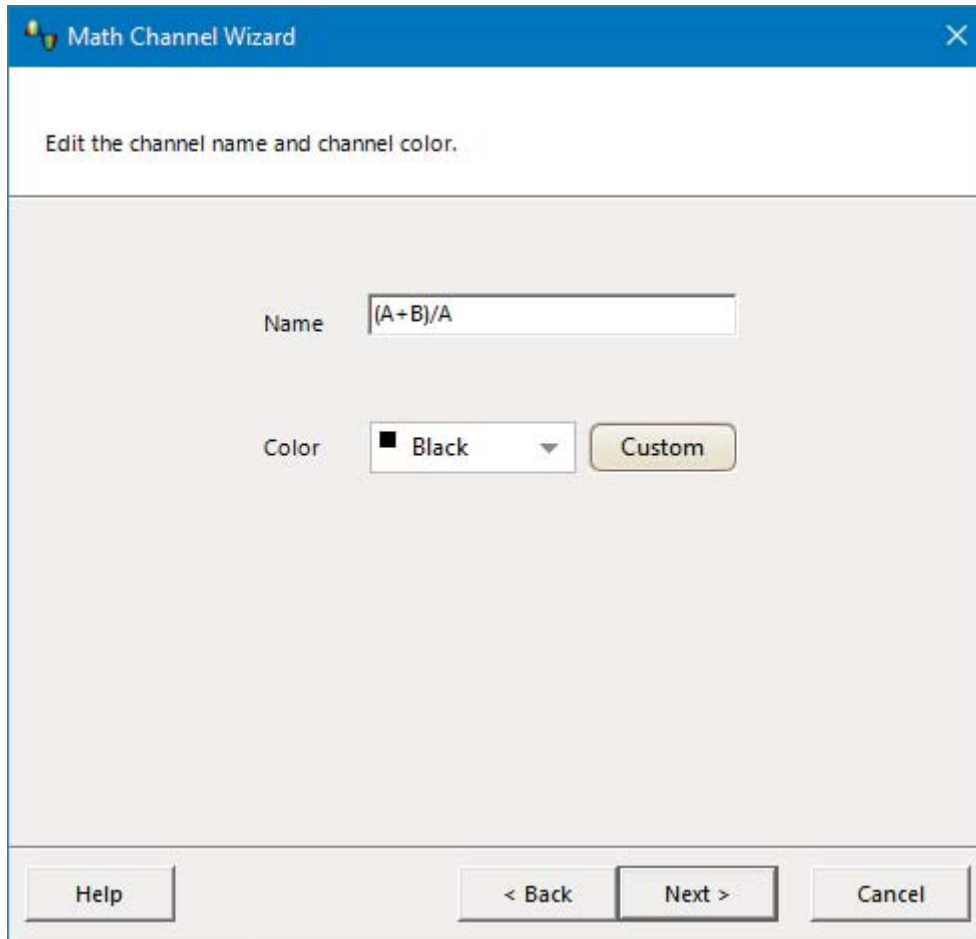 Math Channel Wizard
Edit the channel name and channel color.
Name (A+B)/A
Color Black Custom
Help < Back Next > Cancel